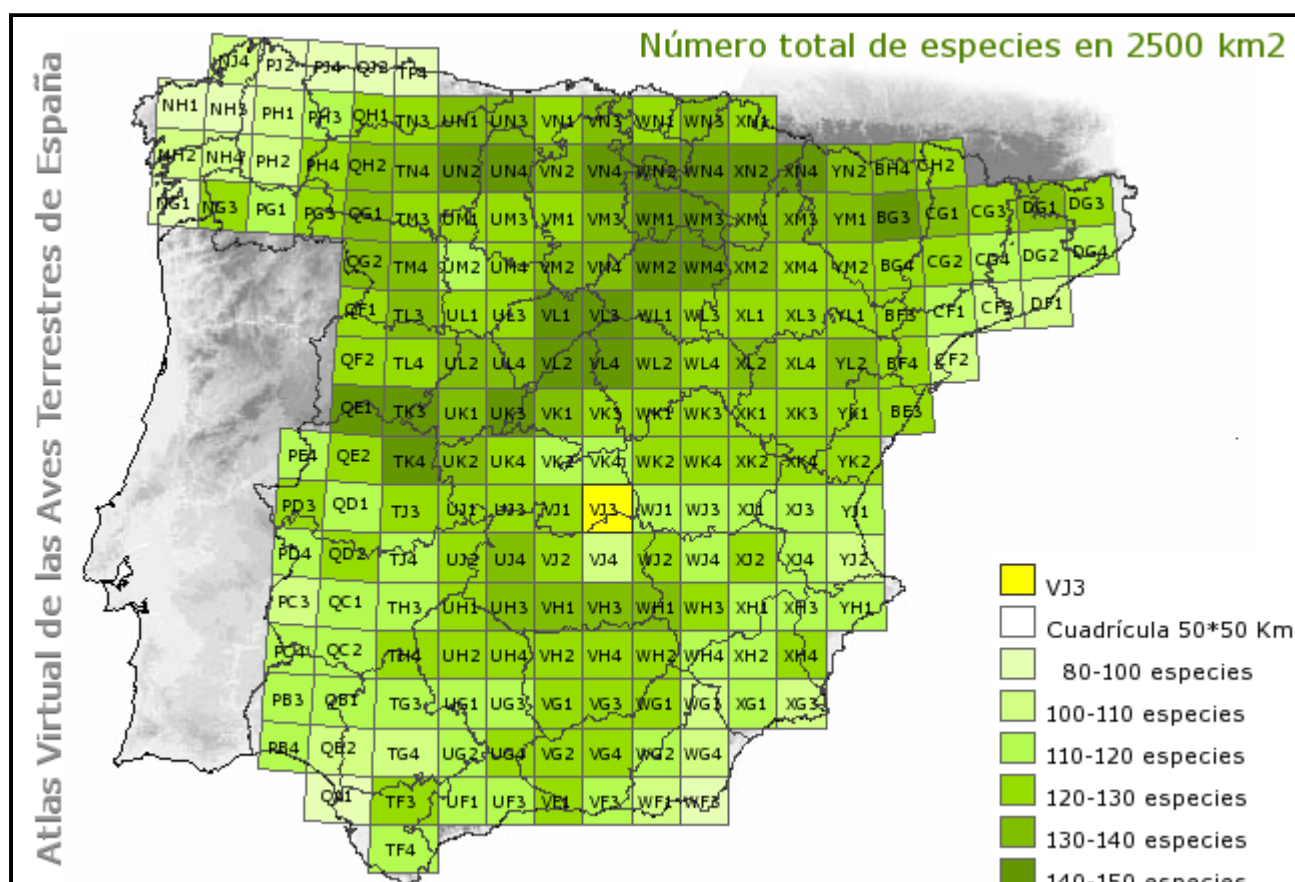 Atlas Virtual de las Aves Terrestres de España
Número total de especies en 2500 km2
NJ4 PJ2 PJ4 QJ2 TP4
NH1 NH3 PH1 PH3 QH1 TN3 UN1 UN3 VN1 VN3 WN1 WN3 XN1
NH2 NH4 PH2 PH4 QH2 TN4 UN2 UN4 VN2 VN4 WN2 WN4 XN2 XN4 YN2 BH4 CH2
NG1 NG3 PG1 PG3 QG1 TM3 UM1 UM3 VM1 VM3 WM1 WM3 XM1 XM3 YM1 BG3 CG1 CG3 DG1 DG3
QG2 TM4 UM2 UM4 VM2 VN4 WM2 WM4 XM2 XM4 YM2 BG4 CG2 CG4 DG2 DG4
QF1 TL3 UL1 UL3 VL1 VL3 WL1 WL3 XL1 XL3 YL1 BF3 CF1 CF3 DF1
QF2 TL4 UL2 UL4 VL2 VL4 WL2 WL4 XL2 XL4 YL2 BF4 CF2
QE1 TK3 UK1 UK3 VK1 VK3 WK1 WK3 XK1 XK3 YK1 BE3
PE4 QE2 TK4 UK2 UK4 VK2 VK4 WK2 WK4 XK2 XK4 YK2
PD3 QD1 TJ3 UJ1 UJ3 VJ1 VJ3 WJ1 WJ3 XJ1 XJ3 YJ1
PD4 QD2 TJ4 UJ2 UJ4 VJ2 VJ4 WJ2 WJ4 XJ2 XJ4 YJ2
PC3 QC1 TH3 UH1 UH3 VH1 VH3 WH1 WH3 XH1 XH3 YH1
PC4 QC2 TH4 UH2 UH4 VH2 VH4 WH2 WH4 XH2 XH4
PB3 QB1 TG3 UG1 UG3 VG1 VG3 WG1 WG3 XG1 XG3
PB4 QB2 TG4 UG2 UG4 VG2 VG4 WG2 WG4
QA1 TF3 UF1 UF3 VF1 VF3 WF1 WF3
TF4
VJ3
Cuadrícula 50*50 Km
80-100 especies
100-110 especies
110-120 especies
120-130 especies
130-140 especies
140-150 especies